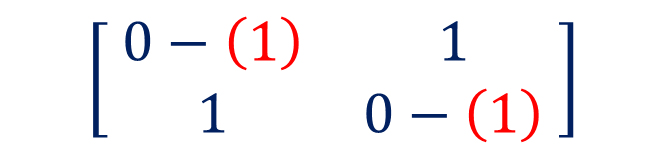 0 − (1) 1
1 0 − (1)